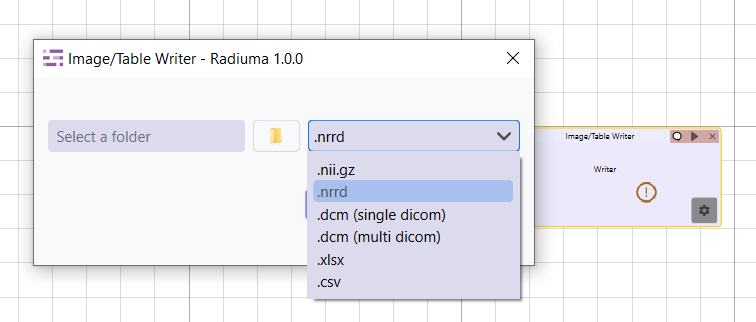 Image/Table Writer - Radiuma 1.0.0
Select a folder
.nrrd
.nii.gz
.nrrd
.dcm (single dicom)
.dcm (multi dicom)
.xlsx
.csv
Image/Table Writer
Writer